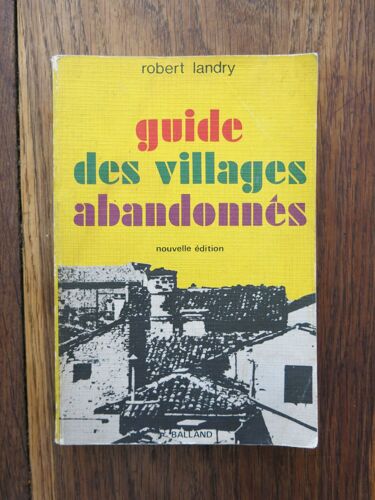 robert landry
guide
des villages
abandonnés
nouvelle édition
BALLAND